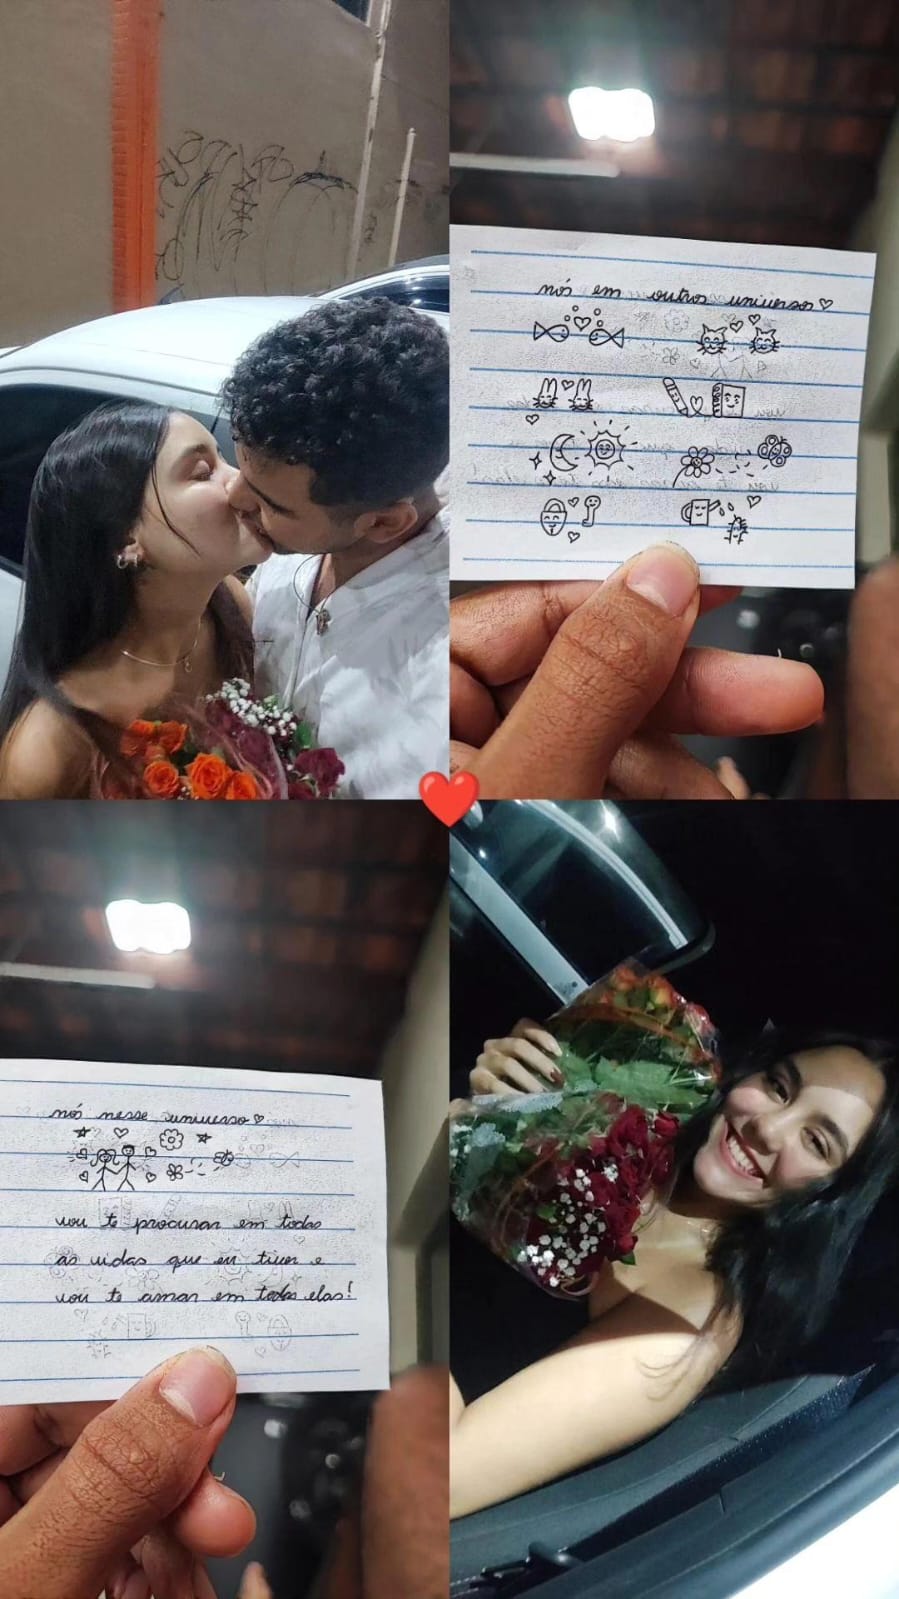 nós em outros universos♡
nós nesse universo♡
vou te procurar em todas
as vidas que eu tiver e
vou te amar em todas elas!